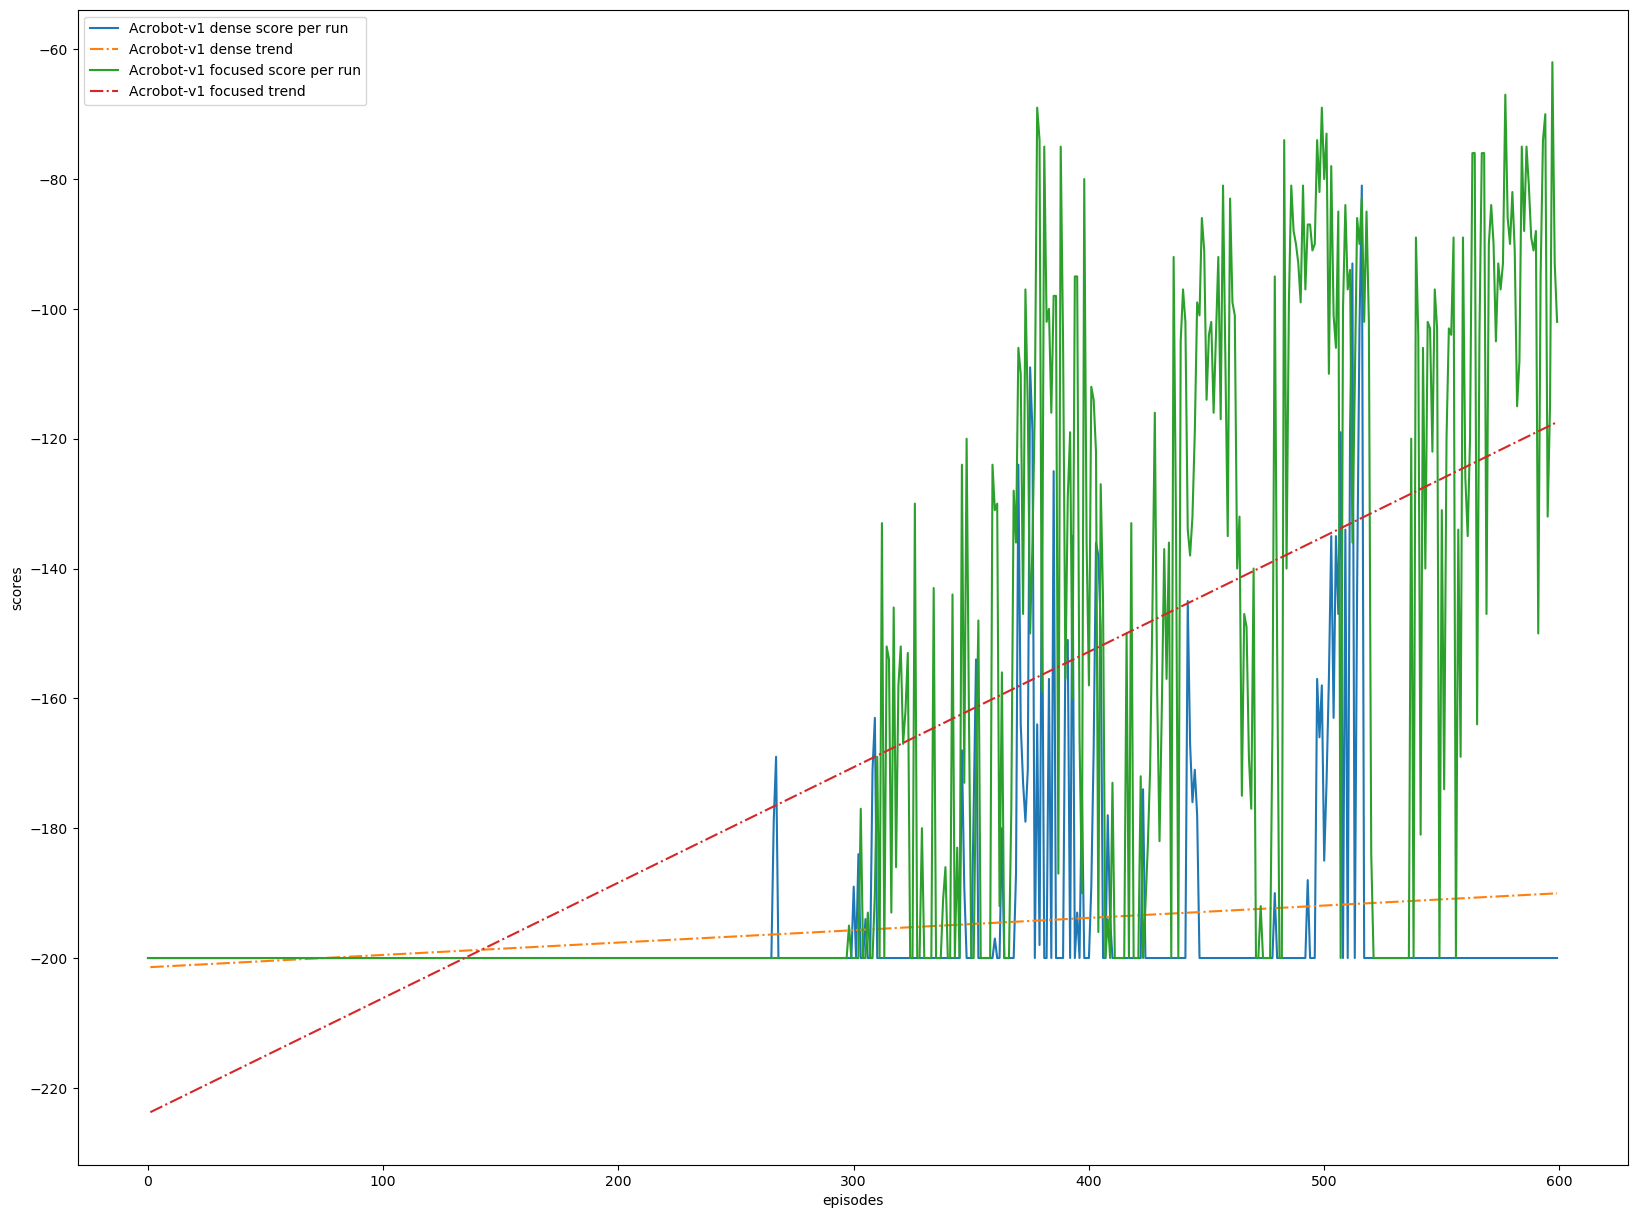 Acrobot-v1 dense score per run
Acrobot-v1 dense trend
Acrobot-v1 focused score per run
Acrobot-v1 focused trend
−60
−80
−100
−120
−140
−160
−180
−200
−220
scores
0 100 200 300 400 500 600
episodes